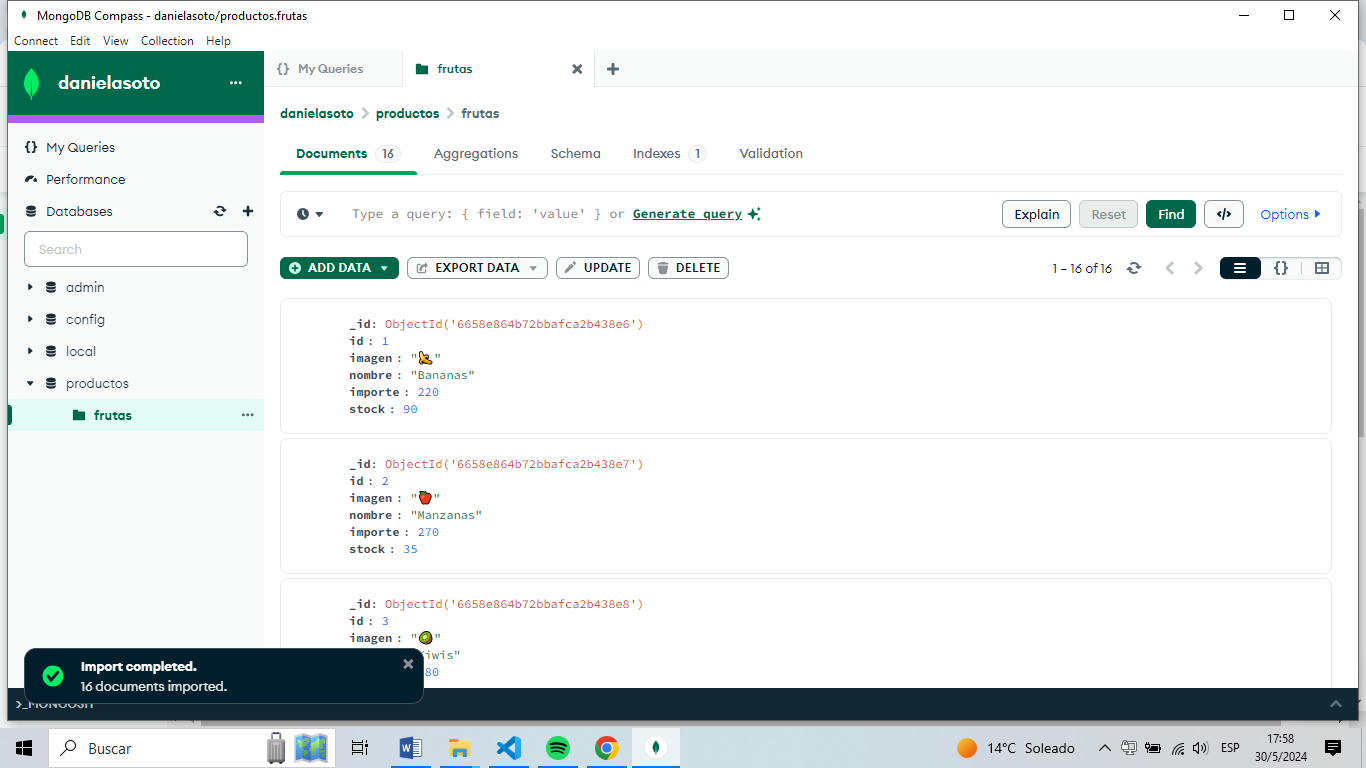 MongoDB Compass - danielasoto/productos.frutas
Connect Edit View Collection Help
danielasoto
My Queries
Performance
Databases
Search
admin
config
local
productos
frutas
My Queries
frutas
danielasoto > productos > frutas
Documents 16 Aggregations Schema Indexes 1 Validation
Type a query: { field: 'value' } or Generate query
Explain Reset Find </> Options
ADD DATA EXPORT DATA UPDATE DELETE
1 – 16 of 16 {}
_id: ObjectId('6658e864b72bbafca2b438e6')
id : 1
imagen : "🍌"
nombre : "Bananas"
importe : 220
stock : 90
_id: ObjectId('6658e864b72bbafca2b438e7')
id : 2
imagen : "🍎"
nombre : "Manzanas"
importe : 270
stock : 35
_id: ObjectId('6658e864b72bbafca2b438e8')
id : 3
imagen : "🥝"
iwis"
80
Import completed.
16 documents imported.
>_MONGOSH
Buscar
14°C Soleado
ESP
17:58
30/5/2024